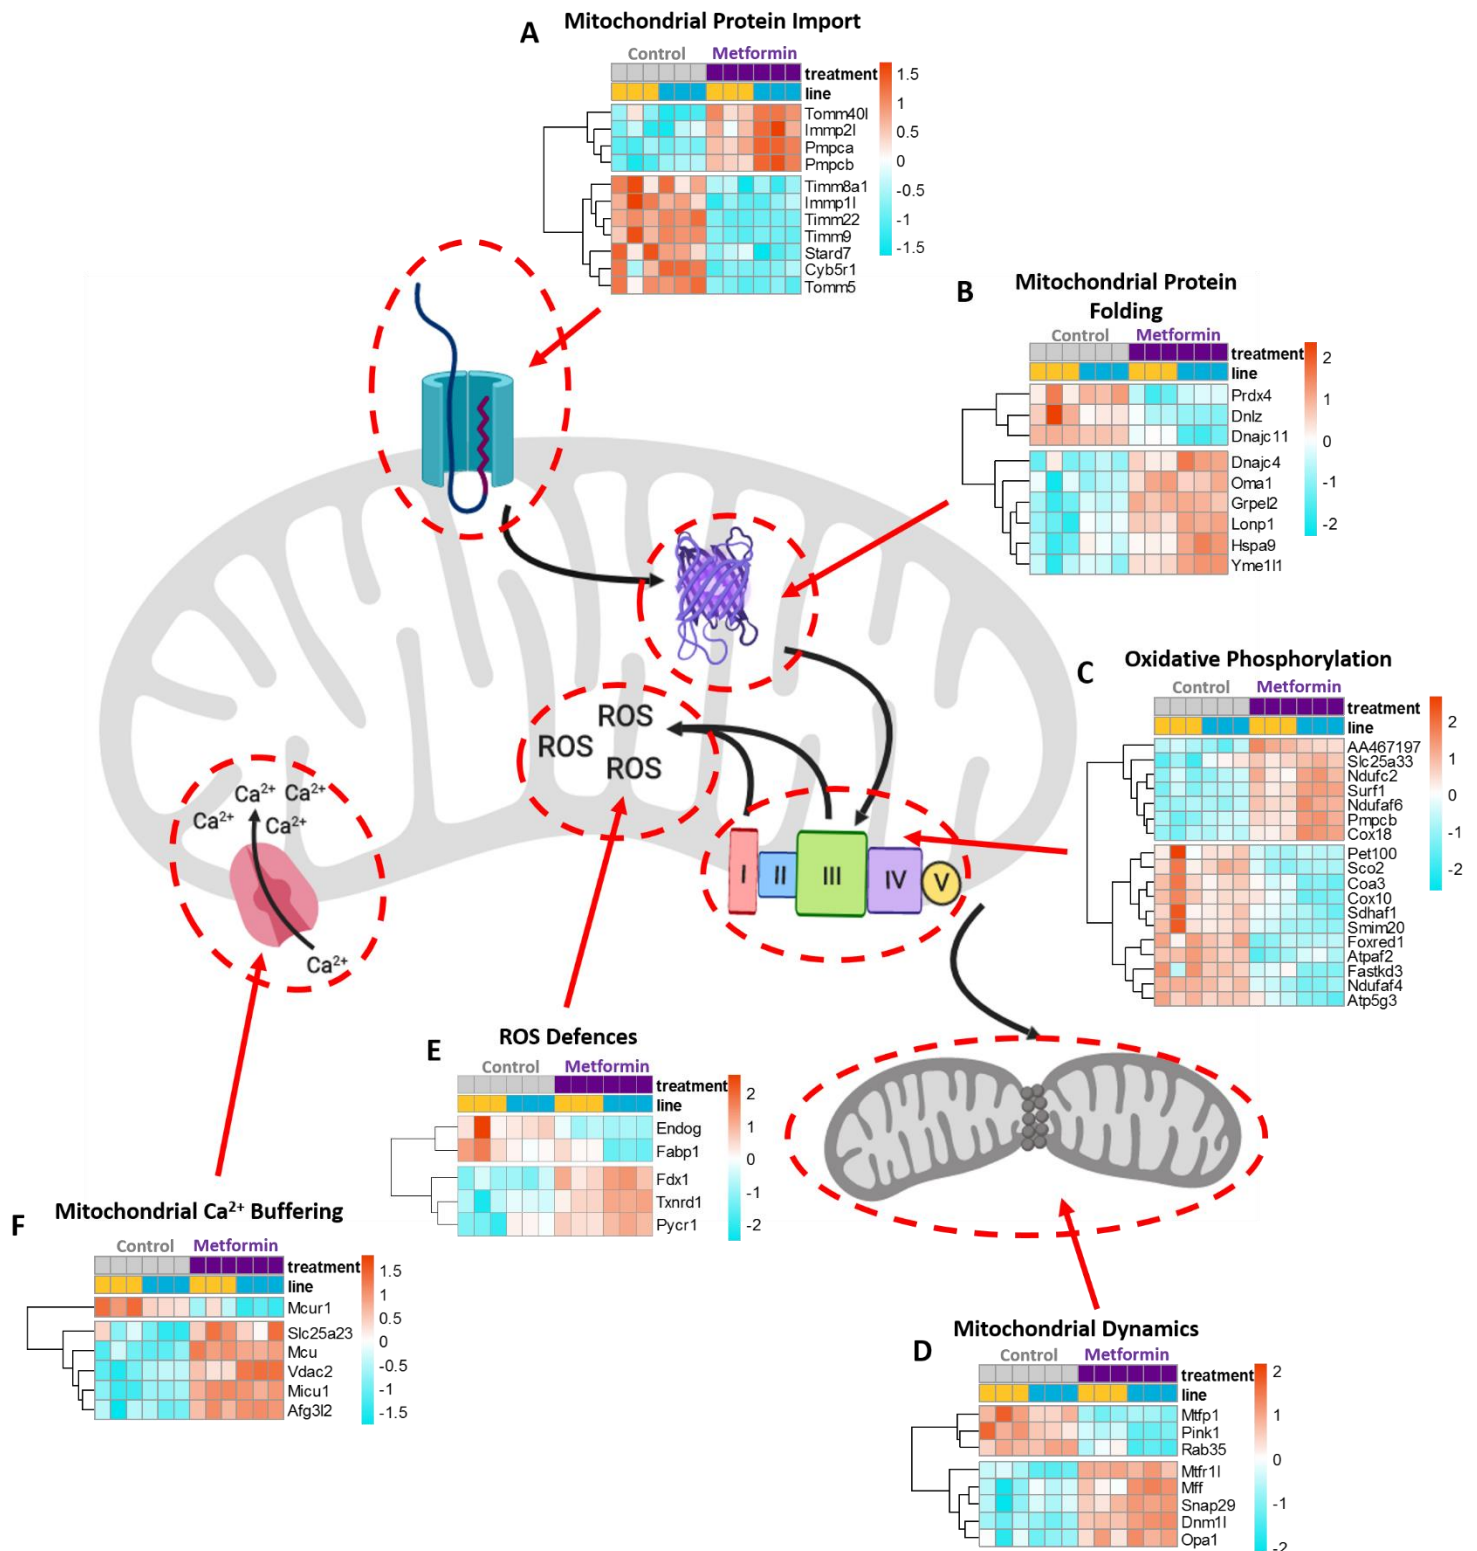 A
Mitochondrial Protein Import
Control Metformin
treatment
line
Tomm40l
Immp2l
Pmpca
Pmpcb
Timm8a1
Immp1l
Timm22
Timm9
Stard7
Cyb5r1
Tomm5
1.5
1
0.5
0
-0.5
-1
-1.5
B
Mitochondrial Protein
Folding
Control Metformin
treatment
line
Prdx4
Dnlz
Dnajc11
Dnajc4
Oma1
Grpel2
Lonp1
Hspa9
Yme1l1
2
1
0
-1
-2
C
Oxidative Phosphorylation
Control Metformin
treatment
line
AA467197
Slc25a33
Ndufc2
Surf1
Ndufaf6
Pmpcb
Cox18
Pet100
Sco2
Coa3
Cox10
Sdhaf1
Smim20
Foxred1
Atpaf2
Fastkd3
Ndufaf4
Atp5g3
2
1
0
-1
-2
ROS
ROS
ROS
Ca²⁺ Ca²⁺
Ca²⁺ Ca²⁺
Ca²⁺
I II III IV V
E
ROS Defences
Control Metformin
treatment
line
Endog
Fabp1
Fdx1
Txnrd1
Pycr1
2
1
0
-1
-2
F
Mitochondrial Ca²⁺ Buffering
Control Metformin
treatment
line
Mcur1
Slc25a23
Mcu
Vdac2
Micu1
Afg3l2
1.5
1
0.5
0
-0.5
-1
-1.5
D
Mitochondrial Dynamics
Control Metformin
treatment
line
Mtfp1
Pink1
Rab35
Mtfr1l
Mff
Snap29
Dnm1l
Opa1
2
1
0
-1
-2